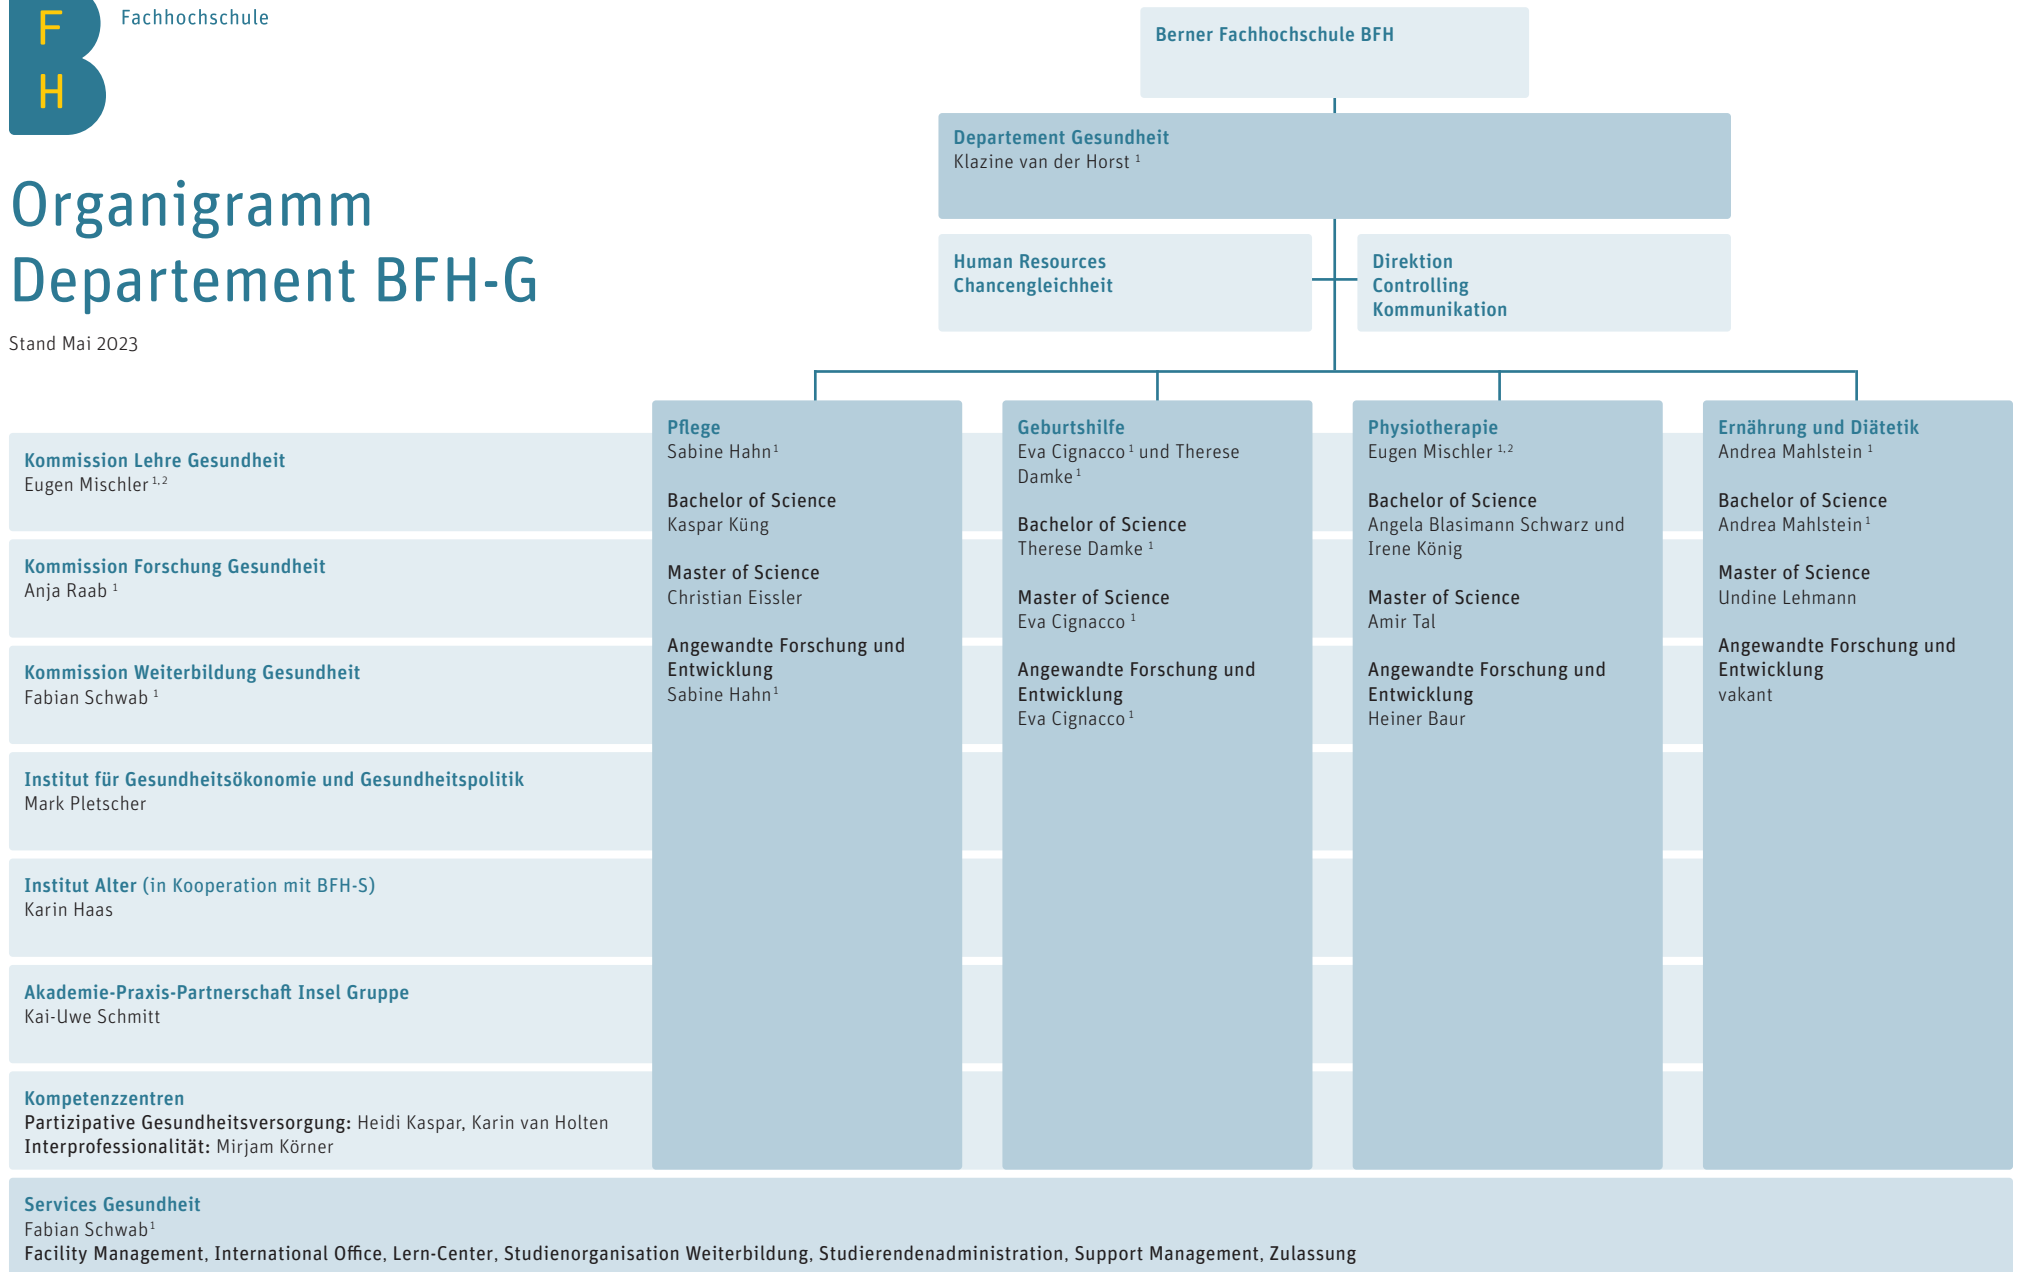 F
H
Fachhochschule
Organigramm
Departement BFH-G
Stand Mai 2023
Berner Fachhochschule BFH
Departement Gesundheit
Klazine van der Horst ¹
Human Resources
Chancengleichheit
Direktion
Controlling
Kommunikation
Kommission Lehre Gesundheit
Eugen Mischler ¹,²
Kommission Forschung Gesundheit
Anja Raab ¹
Kommission Weiterbildung Gesundheit
Fabian Schwab ¹
Institut für Gesundheitsökonomie und Gesundheitspolitik
Mark Pletscher
Institut Alter (in Kooperation mit BFH-S)
Karin Haas
Akademie-Praxis-Partnerschaft Insel Gruppe
Kai-Uwe Schmitt
Kompetenzzentren
Partizipative Gesundheitsversorgung: Heidi Kaspar, Karin van Holten
Interprofessionalität: Mirjam Körner
Pflege
Sabine Hahn ¹
Bachelor of Science
Kaspar Küng
Master of Science
Christian Eissler
Angewandte Forschung und
Entwicklung
Sabine Hahn ¹
Geburtshilfe
Eva Cignacco ¹ und Therese
Damke ¹
Bachelor of Science
Therese Damke ¹
Master of Science
Eva Cignacco ¹
Angewandte Forschung und
Entwicklung
Eva Cignacco ¹
Physiotherapie
Eugen Mischler ¹,²
Bachelor of Science
Angela Blasimann Schwarz und
Irene König
Master of Science
Amir Tal
Angewandte Forschung und
Entwicklung
Heiner Baur
Ernährung und Diätetik
Andrea Mahlstein ¹
Bachelor of Science
Andrea Mahlstein ¹
Master of Science
Undine Lehmann
Angewandte Forschung und
Entwicklung
vakant
Services Gesundheit
Fabian Schwab ¹
Facility Management, International Office, Lern-Center, Studienorganisation Weiterbildung, Studierendenadministration, Support Management, Zulassung